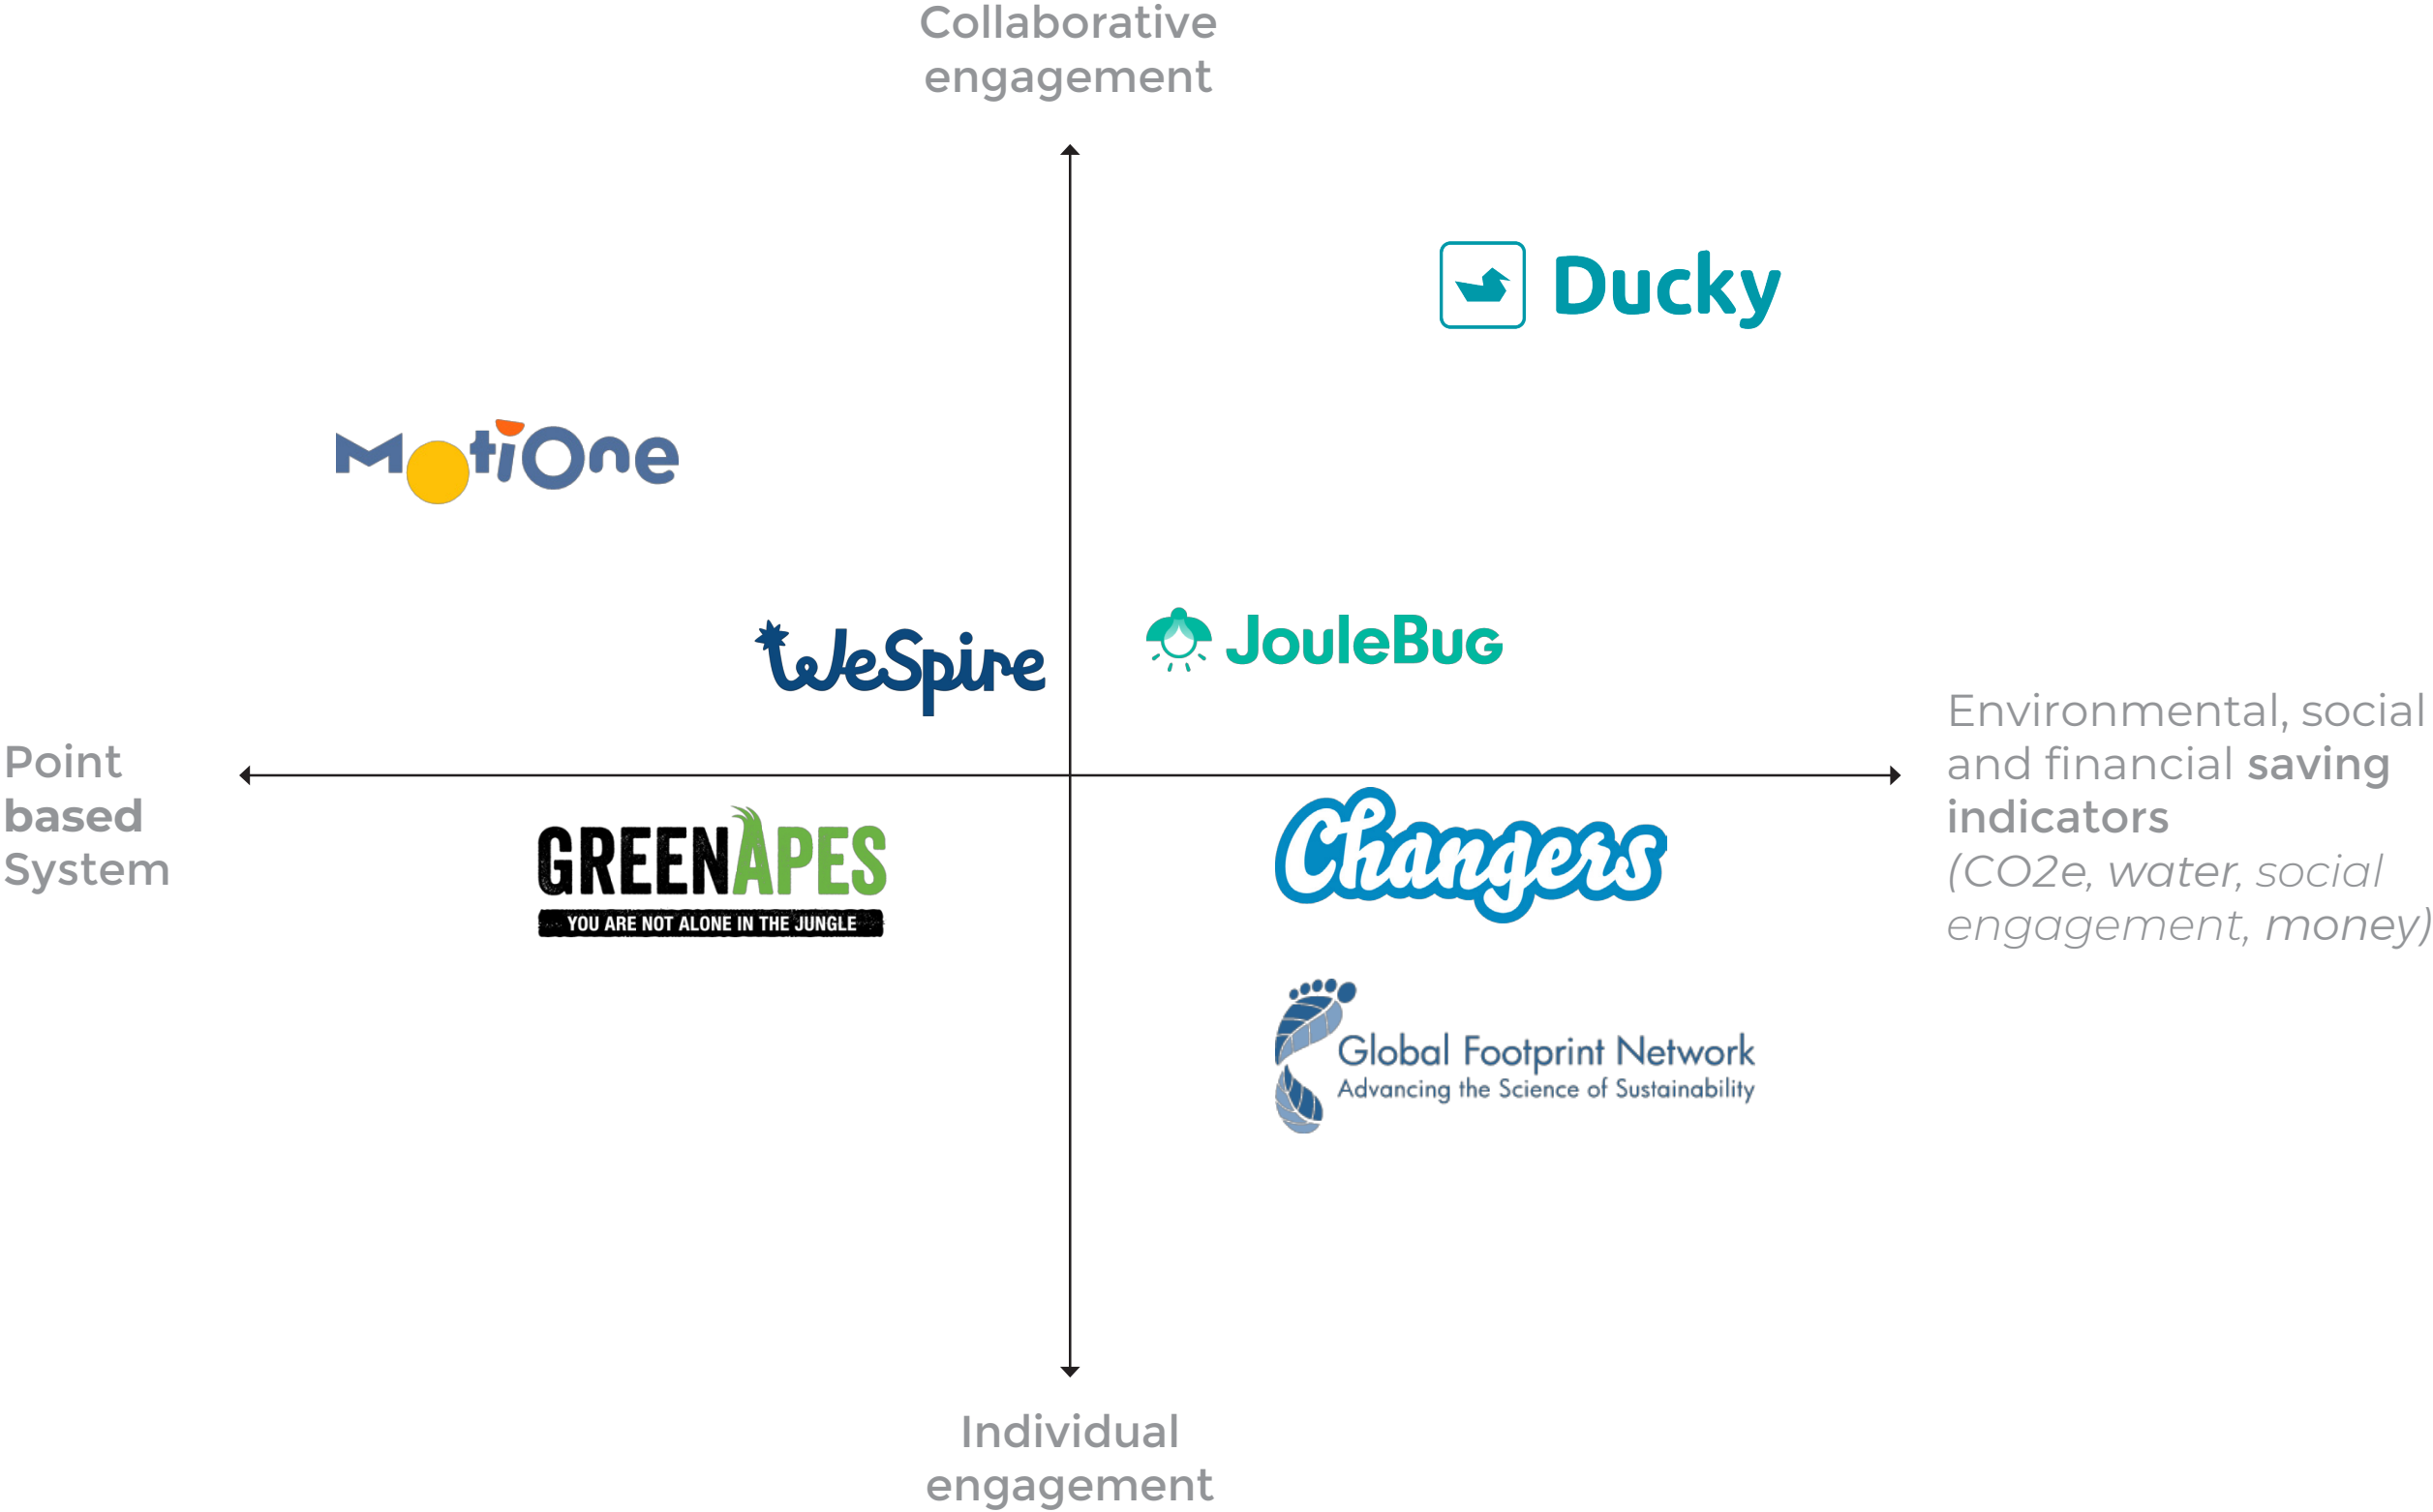 Collaborative
engagement
Ducky
MotiOne
WeSpire
JouleBug
Point
based
System
Environmental, social
and financial saving
indicators
(CO2e, water, social
engagement, money)
GREENAPES
YOU ARE NOT ALONE IN THE JUNGLE
Changers
Global Footprint Network
Advancing the Science of Sustainability
Individual
engagement